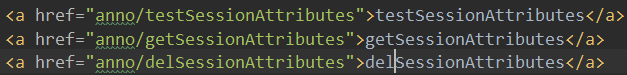 <a href="anno/testSessionAttributes">testSessionAttributes</a>
<a href="anno/getSessionAttributes">getSessionAttributes</a>
<a href="anno/delSessionAttributes">delSessionAttributes</a>